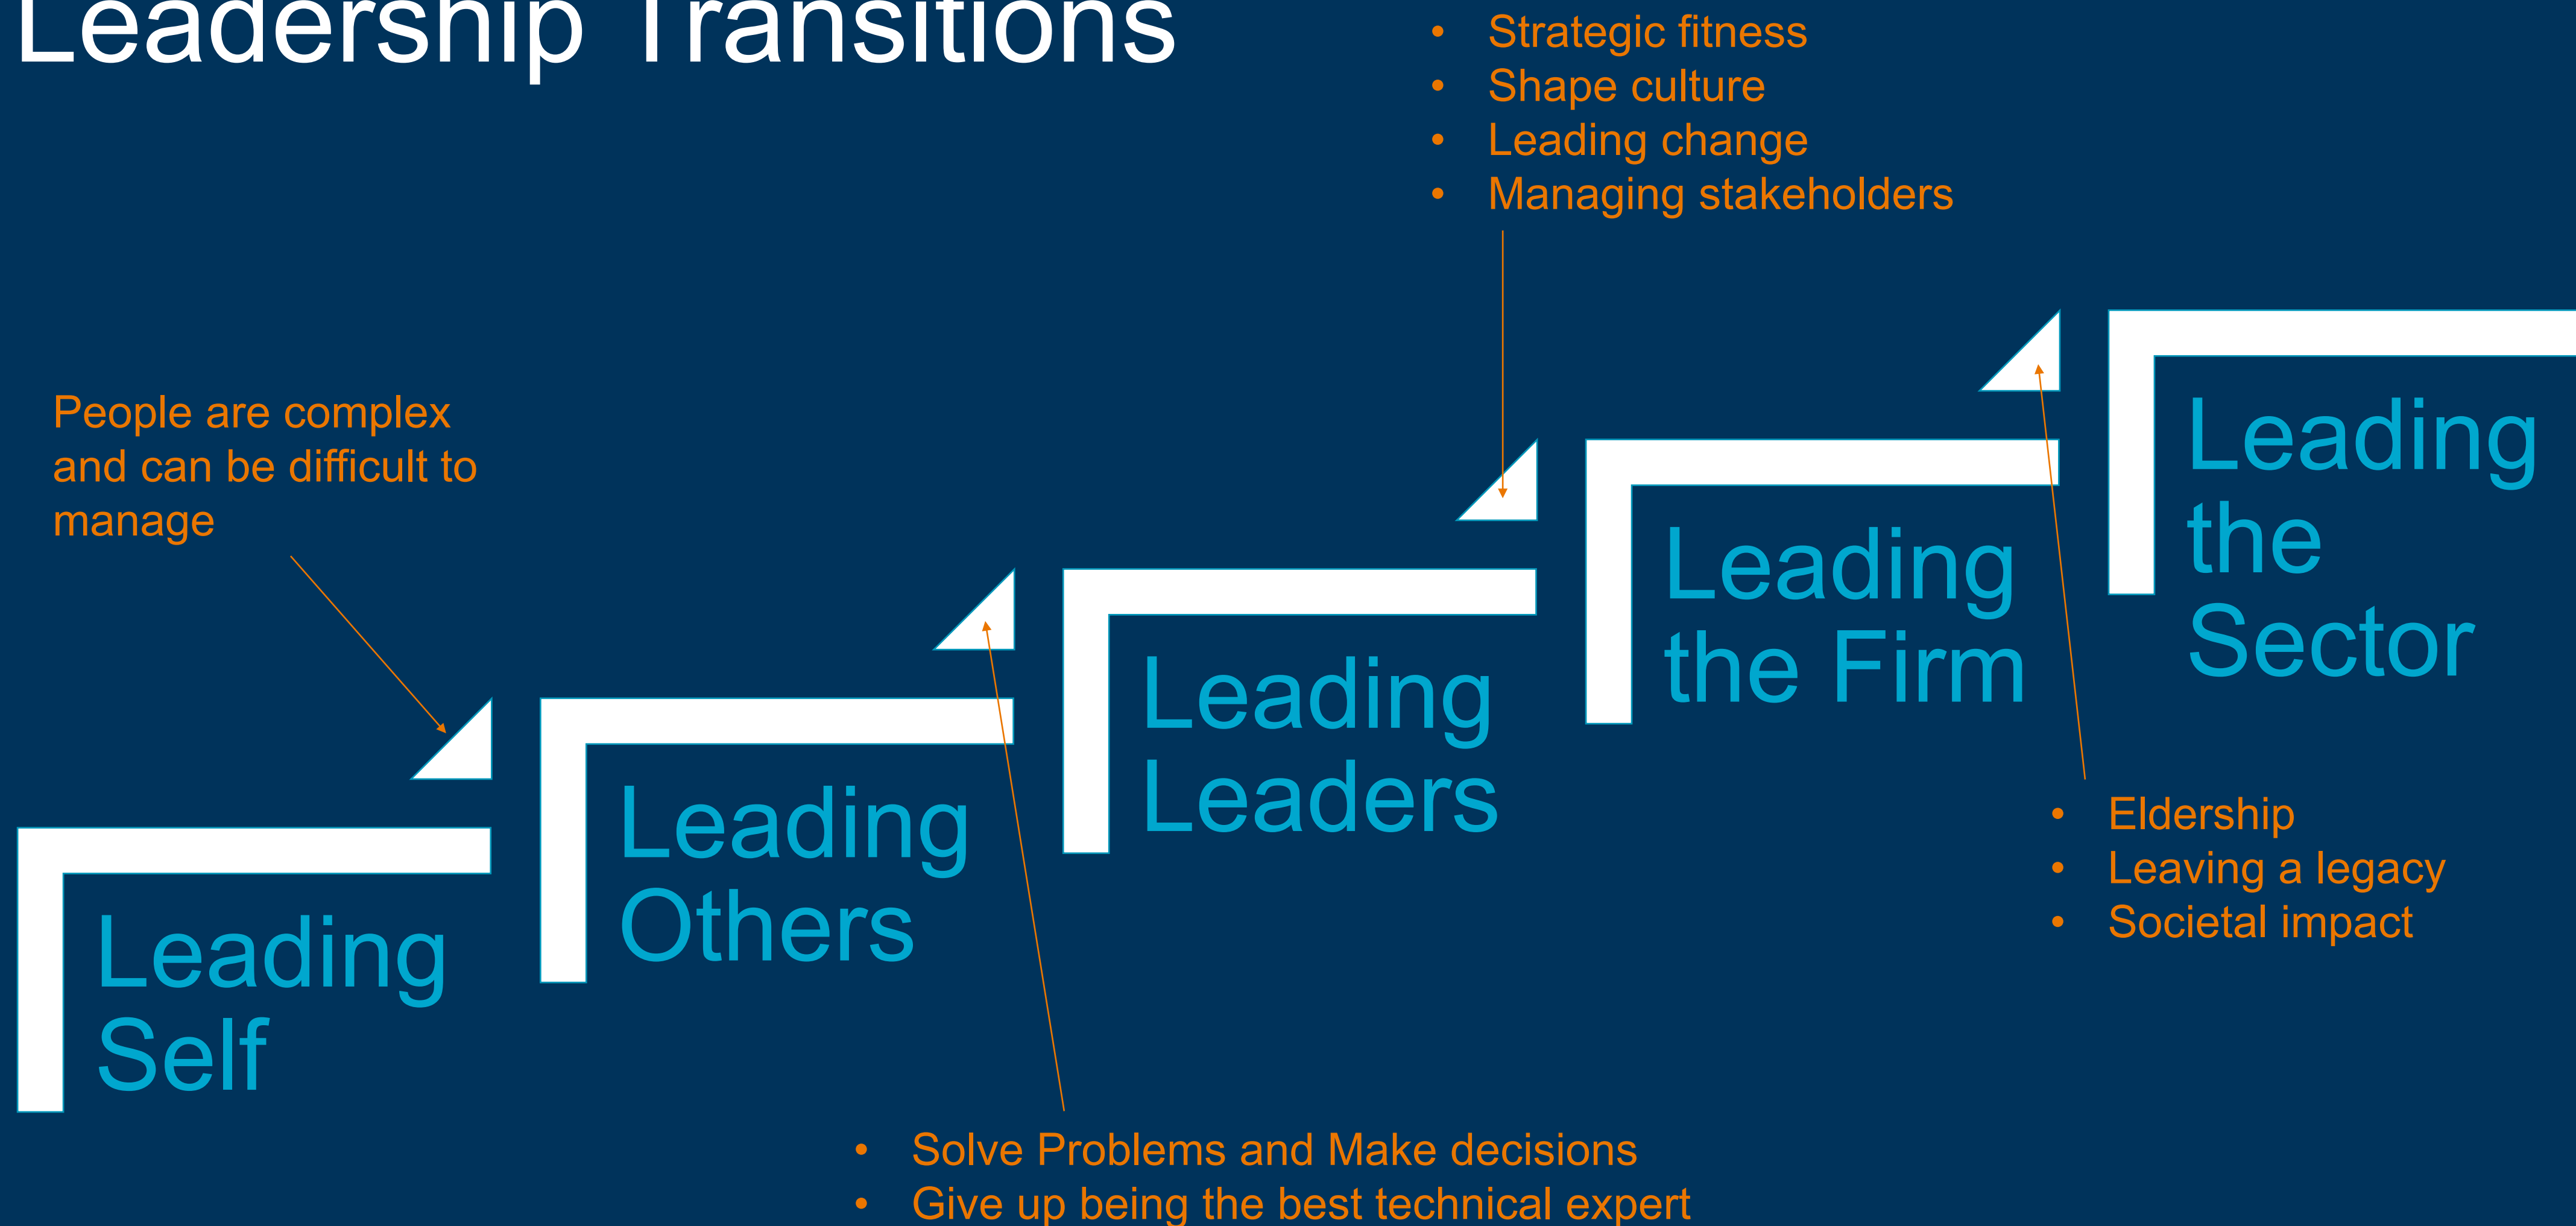 Leadership Transitions
• Strategic fitness
• Shape culture
• Leading change
• Managing stakeholders
People are complex
and can be difficult to
manage
Leading
Self
Leading
Others
Leading
Leaders
Leading
the Firm
Leading
the
Sector
• Eldership
• Leaving a legacy
• Societal impact
• Solve Problems and Make decisions
• Give up being the best technical expert